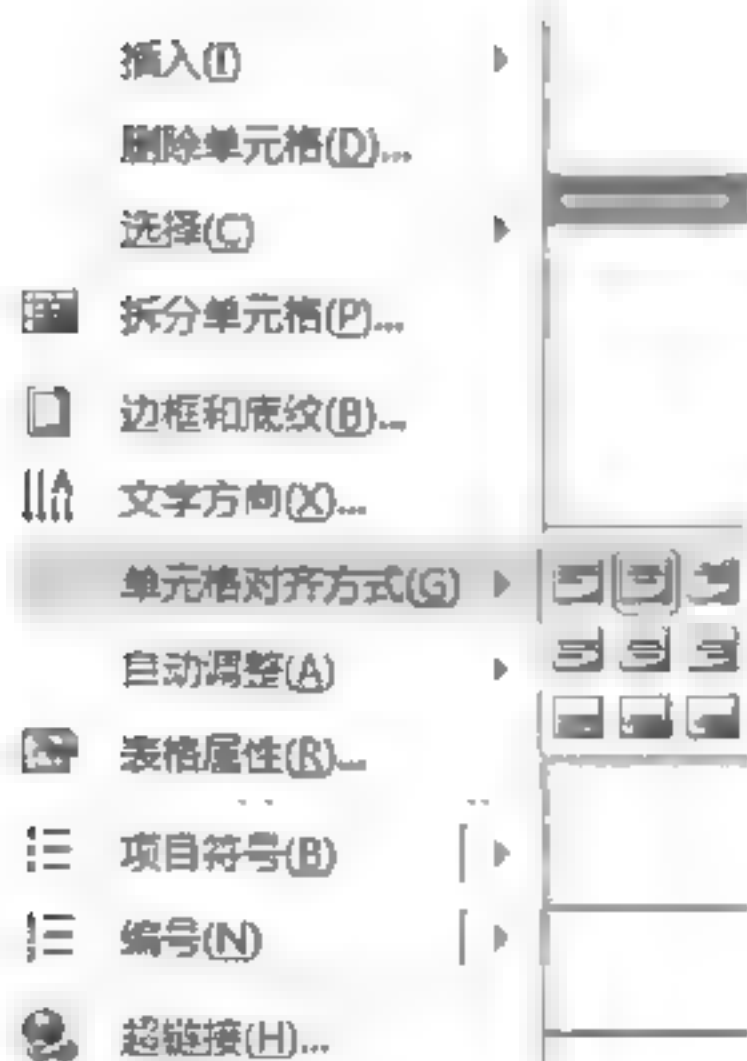 插入(I)
删除单元格(D)...
选择(C)
拆分单元格(P)...
边框和底纹(B)...
文字方向(X)...
单元格对齐方式(G)
自动调整(A)
表格属性(R)...
项目符号(B)
编号(N)
超链接(H)...